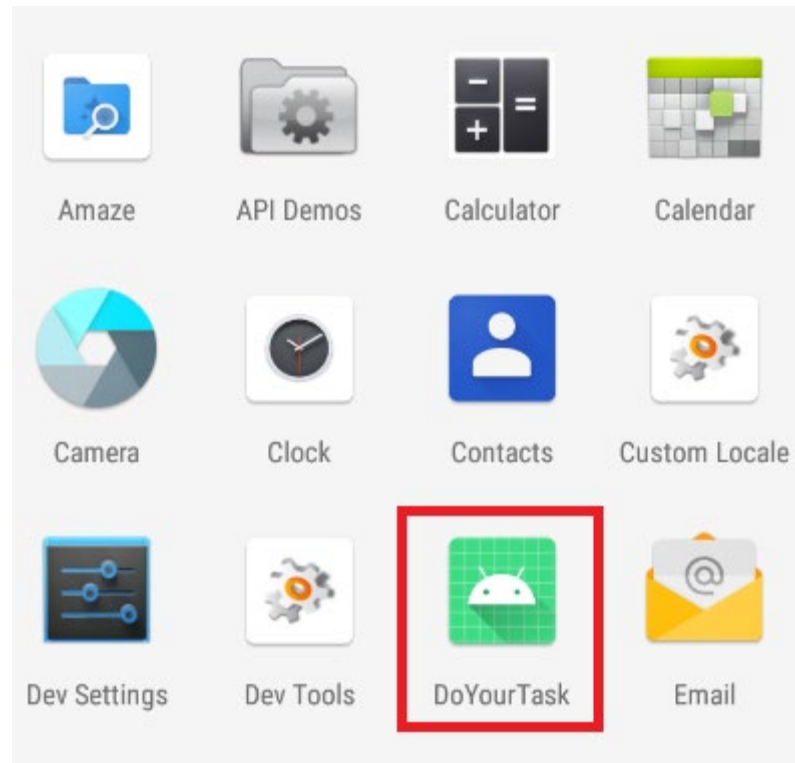 Amaze API Demos Calculator Calendar
Camera Clock Contacts Custom Locale
Dev Settings Dev Tools DoYourTask Email